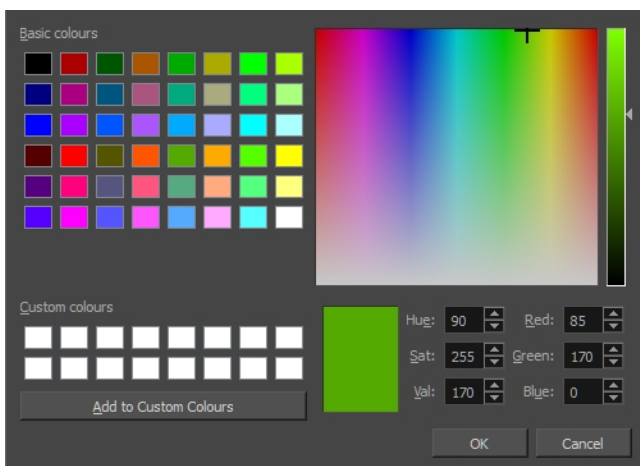 Basic colours
Custom colours
Add to Custom Colours
Hue: 90 Red: 85
Sat: 255 Green: 170
Val: 170 Blue: 0
OK Cancel